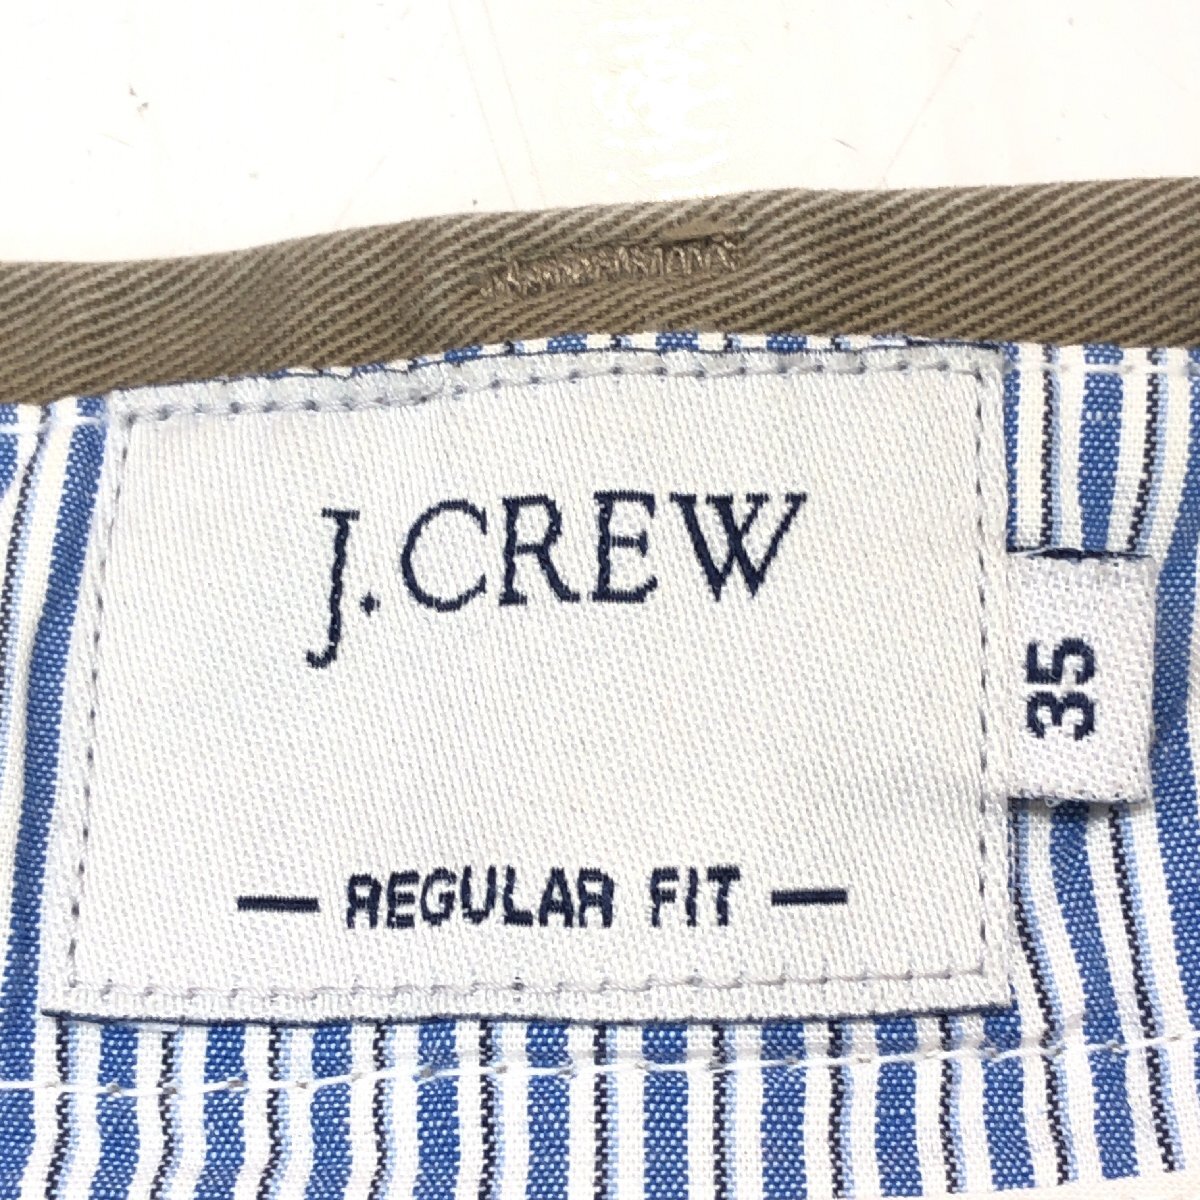 J.CREW
35
— REGULAR FIT —